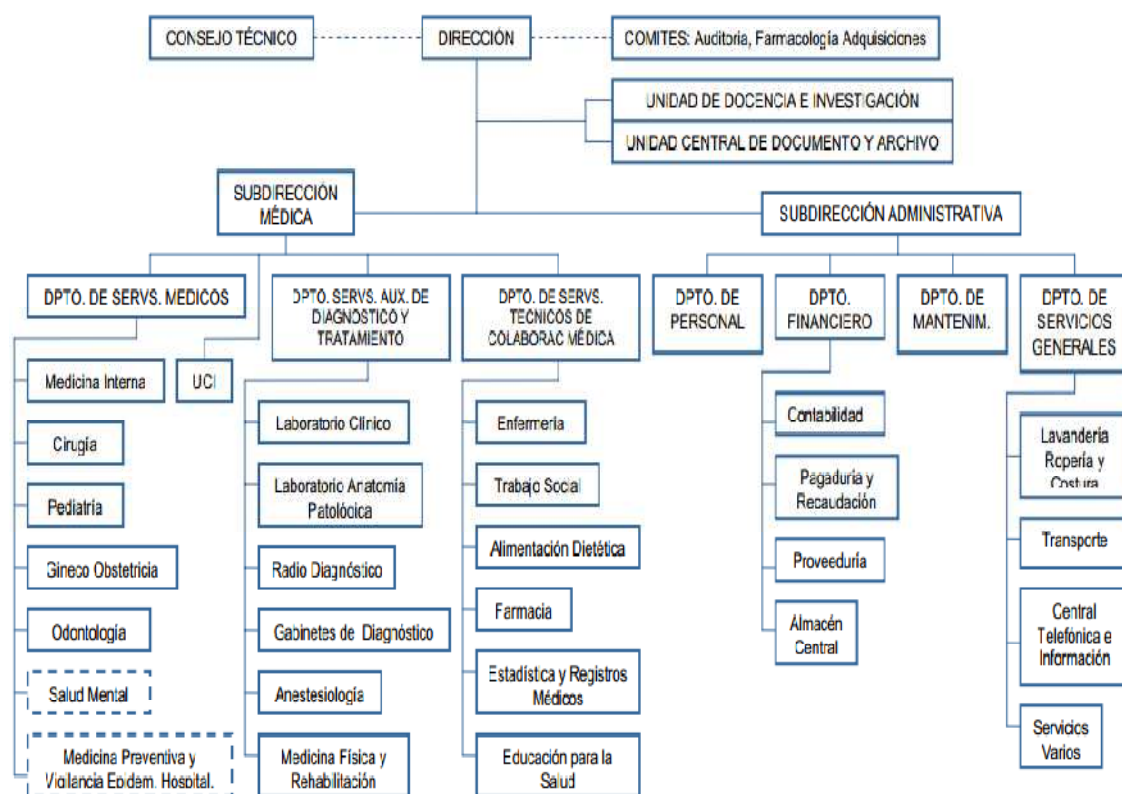 CONSEJO TÉCNICO
DIRECCIÓN
COMITES: Auditoria, Farmacología Adquisiciones
UNIDAD DE DOCENCIA E INVESTIGACIÓN
UNIDAD CENTRAL DE DOCUMENTO Y ARCHIVO
SUBDIRECCIÓN
MÉDICA
SUBDIRECCIÓN ADMINISTRATIVA
DPTO. DE SERVS. MEDICOS
DPTO. SERVS. AUX. DE
DIAGNOSTICO Y
TRATAMIENTO
DPTO. DE SERVS.
TECNICOS DE
COLABORAC MÉDICA
DPTO. DE
PERSONAL
DPTO.
FINANCIERO
DPTO. DE
MANTENIM.
DPTO. DE
SERVICIOS
GENERALES
Medicina Interna
UCI
Cirugía
Pediatría
Gineco Obstetricia
Odontología
Salud Mental
Medicina Preventiva y
Vigilancia Epidem. Hospital.
Laboratorio Clínico
Laboratorio Anatomía
Patológica
Radio Diagnóstico
Gabinetes de Diagnóstico
Anestesiología
Medicina Física y
Rehabilitación
Enfermería
Trabajo Social
Alimentación Dietética
Farmacia
Estadística y Registros
Médicos
Educación para la
Salud
Contabilidad
Pagaduría y
Recaudación
Proveeduría
Almacén
Central
Lavandería
Ropería y
Costura
Transporte
Central
Telefónica e
Información
Servicios
Varios